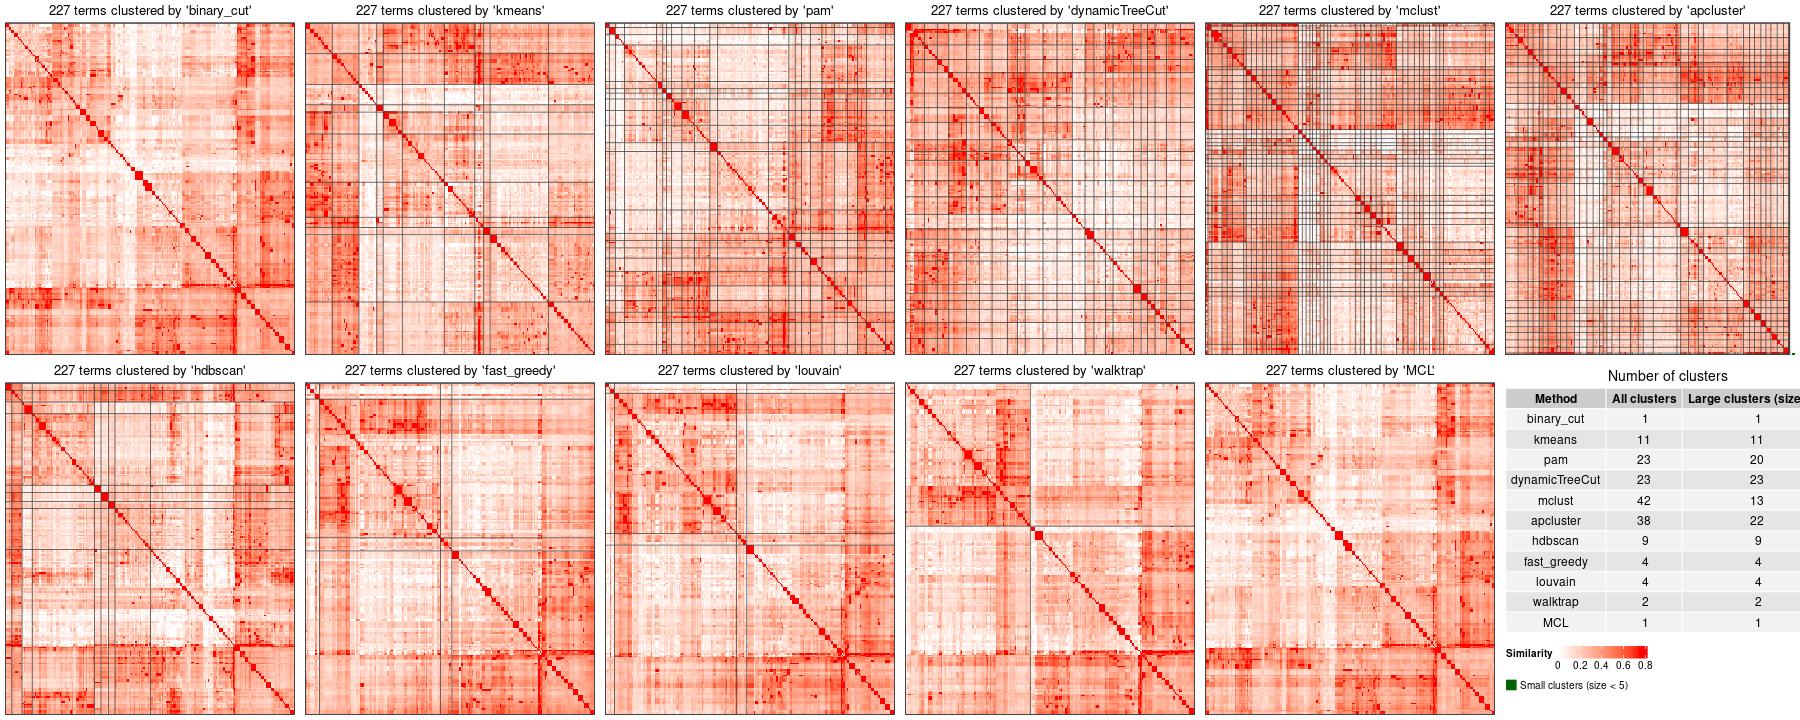 227 terms clustered by 'binary_cut'
227 terms clustered by 'kmeans'
227 terms clustered by 'pam'
227 terms clustered by 'dynamicTreeCut'
227 terms clustered by 'mclust'
227 terms clustered by 'apcluster'
227 terms clustered by 'hdbscan'
227 terms clustered by 'fast_greedy'
227 terms clustered by 'louvain'
227 terms clustered by 'walktrap'
227 terms clustered by 'MCL'
Number of clusters
Method All clusters Large clusters (size
binary_cut 1 1
kmeans 11 11
pam 23 20
dynamicTreeCut 23 23
mclust 42 13
apcluster 38 22
hdbscan 9 9
fast_greedy 4 4
louvain 4 4
walktrap 2 2
MCL 1 1
Similarity
0 0.2 0.4 0.6 0.8
Small clusters (size < 5)